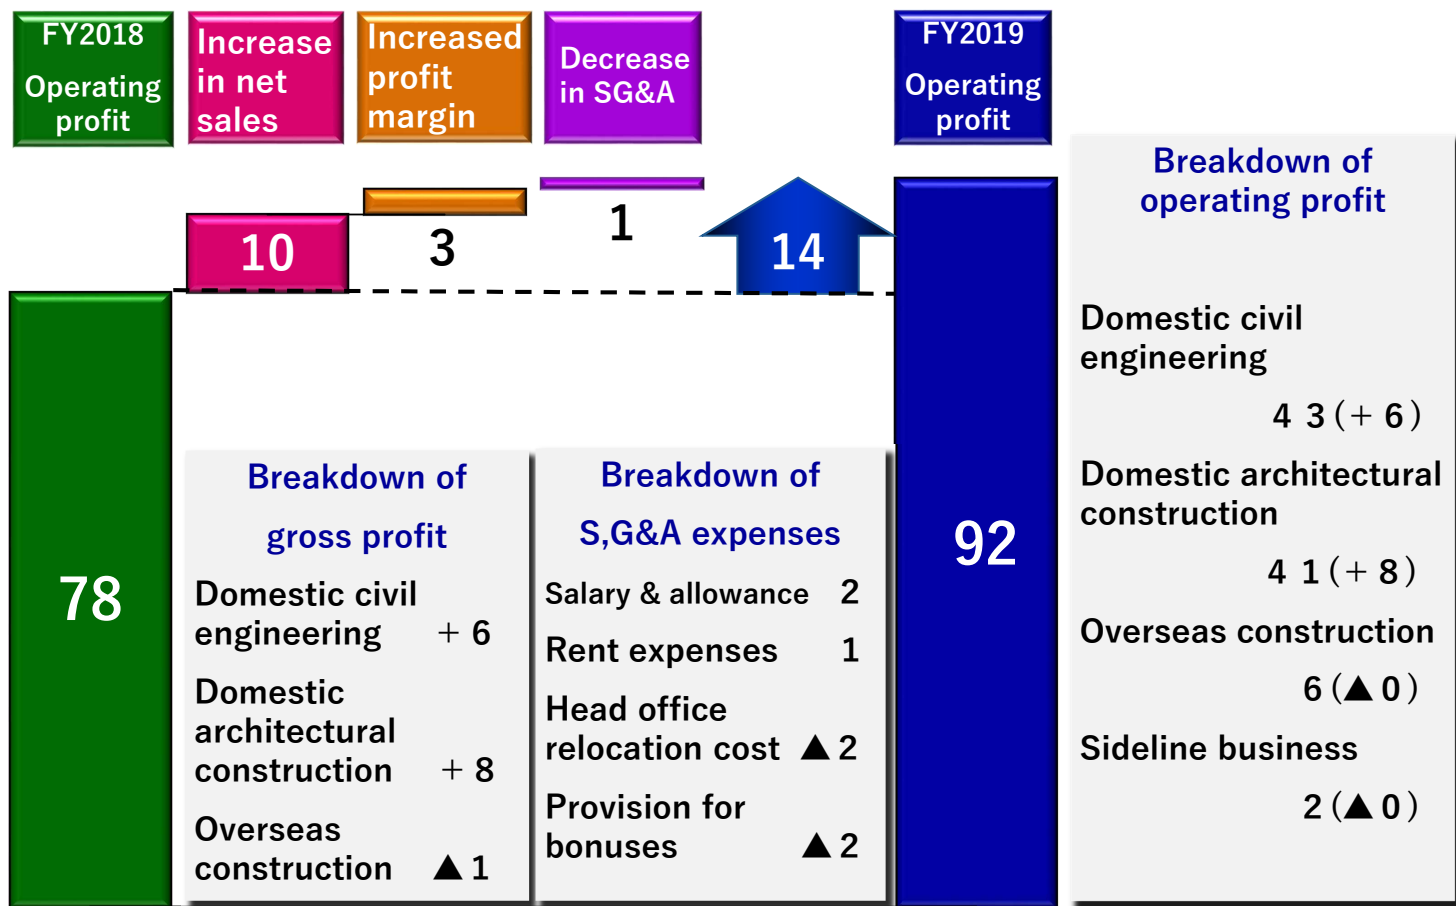 FY2018
Operating
profit
Increase
in net
sales
Increased
profit
margin
Decrease
in SG&A
FY2019
Operating
profit
10
3
1
14
78
92
Breakdown of
gross profit
Domestic civil
engineering ＋ 6
Domestic
architectural
construction ＋ 8
Overseas
construction ▲ 1
Breakdown of
S,G&A expenses
Salary & allowance 2
Rent expenses 1
Head office
relocation cost ▲ 2
Provision for
bonuses ▲ 2
Breakdown of
operating profit
Domestic civil
engineering
4 3 (＋ 6)
Domestic architectural
construction
4 1 (＋ 8)
Overseas construction
6 (▲ 0)
Sideline business
2 (▲ 0)